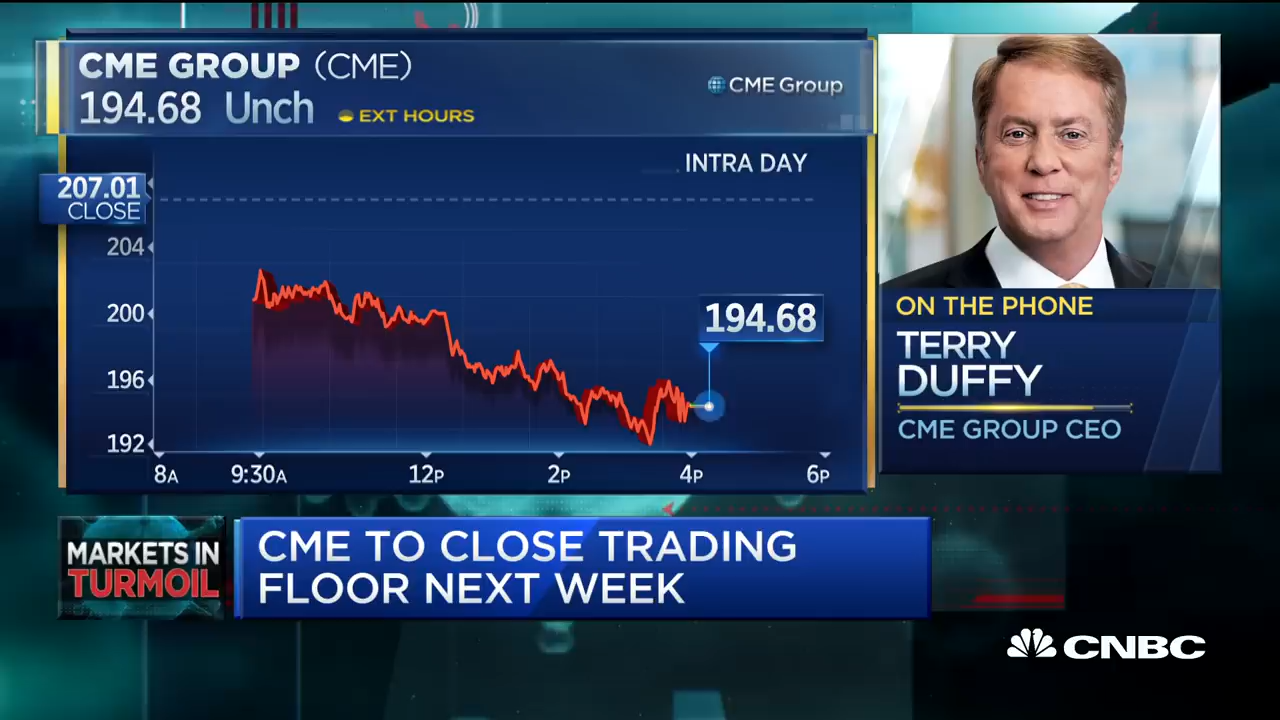 CME GROUP (CME)
194.68 Unch EXT HOURS
CME Group
INTRA DAY
207.01
CLOSE
204
200
196
192
194.68
8A 9:30A 12P 2P 4P 6P
ON THE PHONE
TERRY
DUFFY
CME GROUP CEO
MARKETS IN
TURMOIL
CME TO CLOSE TRADING
FLOOR NEXT WEEK
CNBC